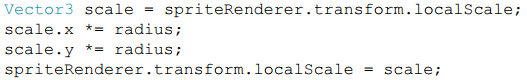 Vector3 scale = spriteRenderer.transform.localScale;
scale.x *= radius;
scale.y *= radius;
spriteRenderer.transform.localScale = scale;